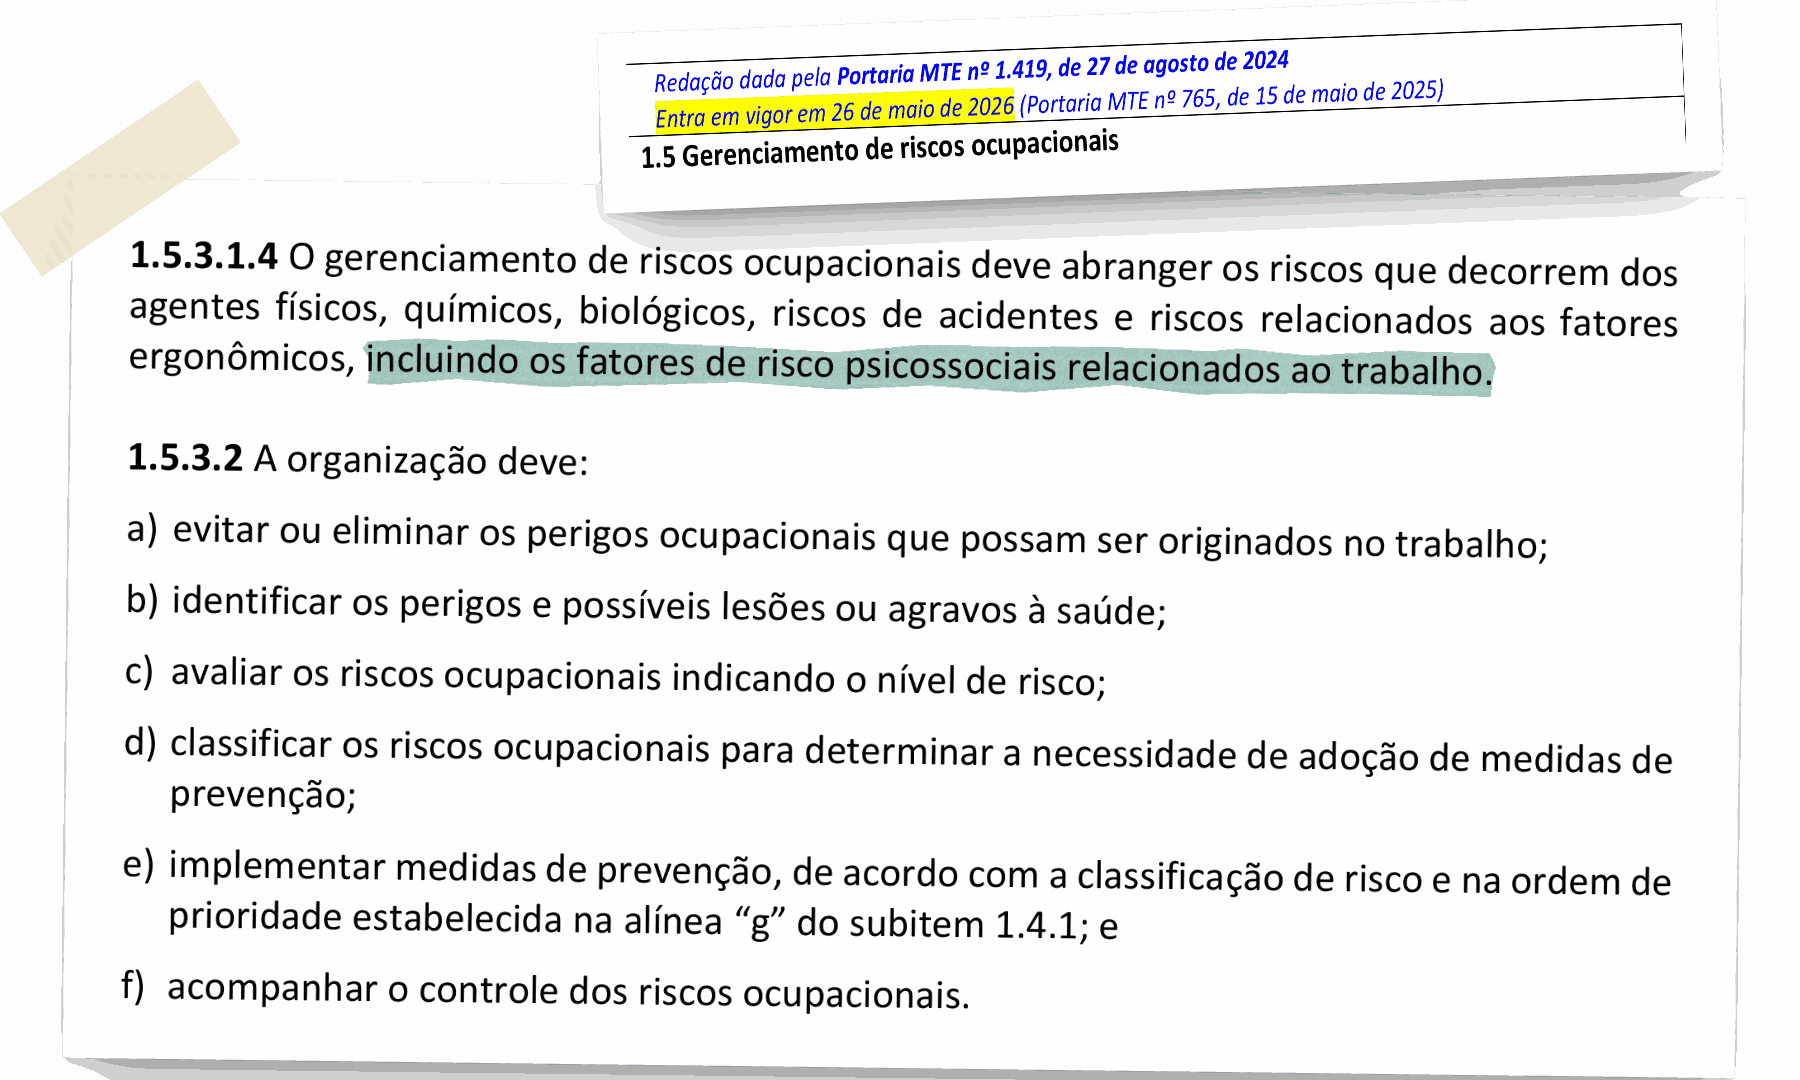 Redação dada pela Portaria MTE nº 1.419, de 27 de agosto de 2024
Entra em vigor em 26 de maio de 2026 (Portaria MTE nº 765, de 15 de maio de 2025)
1.5 Gerenciamento de riscos ocupacionais
1.5.3.1.4 O gerenciamento de riscos ocupacionais deve abranger os riscos que decorrem dos
agentes físicos, químicos, biológicos, riscos de acidentes e riscos relacionados aos fatores
ergonômicos, incluindo os fatores de risco psicossociais relacionados ao trabalho.
1.5.3.2 A organização deve:
a) evitar ou eliminar os perigos ocupacionais que possam ser originados no trabalho;
b) identificar os perigos e possíveis lesões ou agravos à saúde;
c) avaliar os riscos ocupacionais indicando o nível de risco;
d) classificar os riscos ocupacionais para determinar a necessidade de adoção de medidas de
prevenção;
e) implementar medidas de prevenção, de acordo com a classificação de risco e na ordem de
prioridade estabelecida na alínea “g” do subitem 1.4.1; e
f) acompanhar o controle dos riscos ocupacionais.